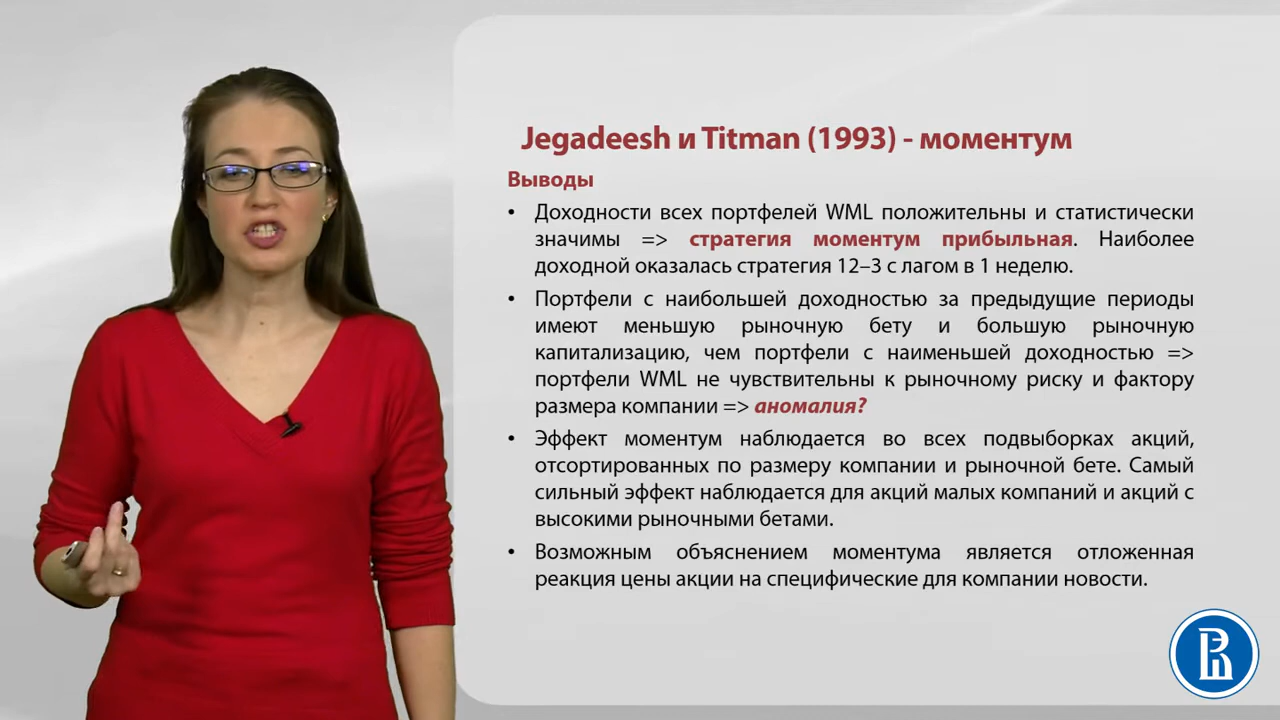 Jegadeesh и Titman (1993) - моментум
Выводы
• Доходности всех портфелей WML положительны и статистически
значимы => стратегия моментум прибыльная. Наиболее
доходной оказалась стратегия 12–3 с лагом в 1 неделю.
• Портфели с наибольшей доходностью за предыдущие периоды
имеют меньшую рыночную бету и большую рыночную
капитализацию, чем портфели с наименьшей доходностью =>
портфели WML не чувствительны к рыночному риску и фактору
размера компании => аномалия?
• Эффект моментум наблюдается во всех подвыборках акций,
отсортированных по размеру компании и рыночной бете. Самый
сильный эффект наблюдается для акций малых компаний и акций с
высокими рыночными бетами.
• Возможным объяснением моментума является отложенная
реакция цены акции на специфические для компании новости.